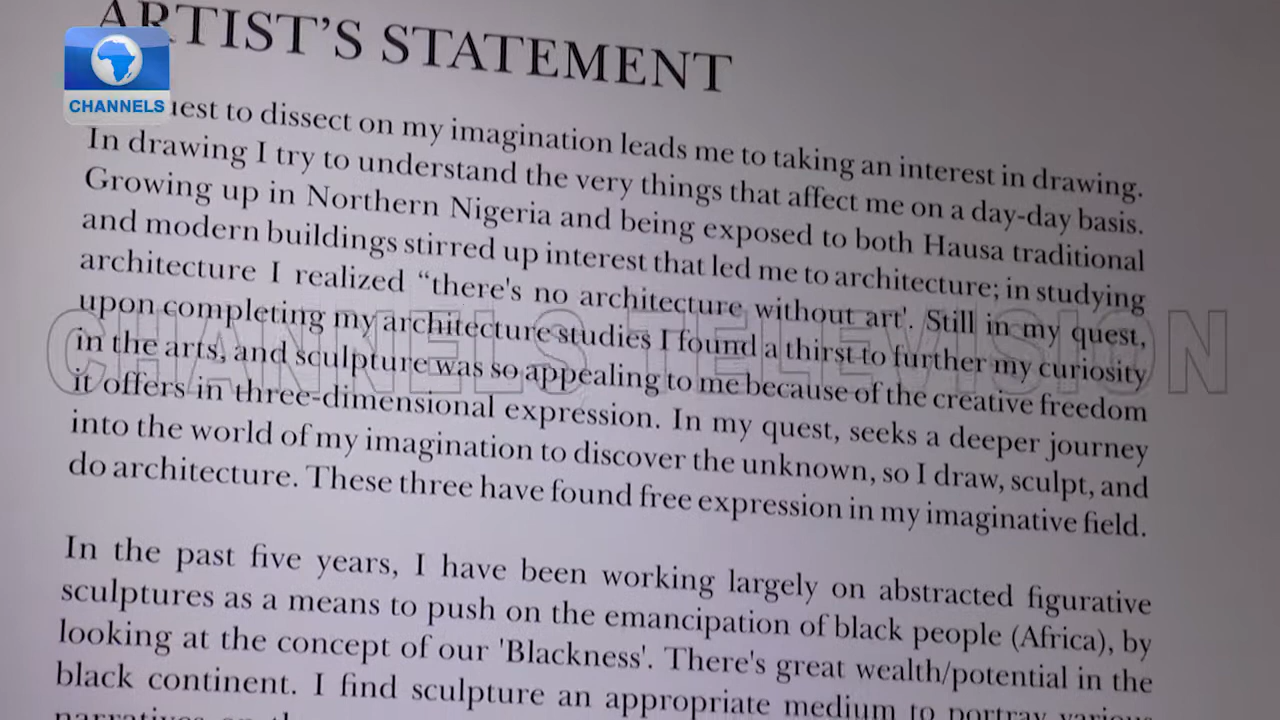 ARTIST'S STATEMENT
CHANNELS
to dissect on my imagination leads me to taking an interest in drawing.
In drawing I try to understand the very things that affect me on a day-day basis.
Growing up in Northern Nigeria and being exposed to both Hausa traditional
and modern buildings stirred up interest that led me to architecture; in studying
architecture I realized “there's no architecture without art'. Still in my quest,
upon completing my architecture studies I found a thirst to further my curiosity
in the arts, and sculpture was so appealing to me because of the creative freedom
it offers in three-dimensional expression. In my quest, seeks a deeper journey
into the world of my imagination to discover the unknown, so I draw, sculpt, and
do architecture. These three have found free expression in my imaginative field.
CHANNELS TELEVISION
In the past five years, I have been working largely on abstracted figurative
sculptures as a means to push on the emancipation of black people (Africa), by
looking at the concept of our 'Blackness'. There's great wealth/potential in the
black continent. I find sculpture an appropriate medium to portray various